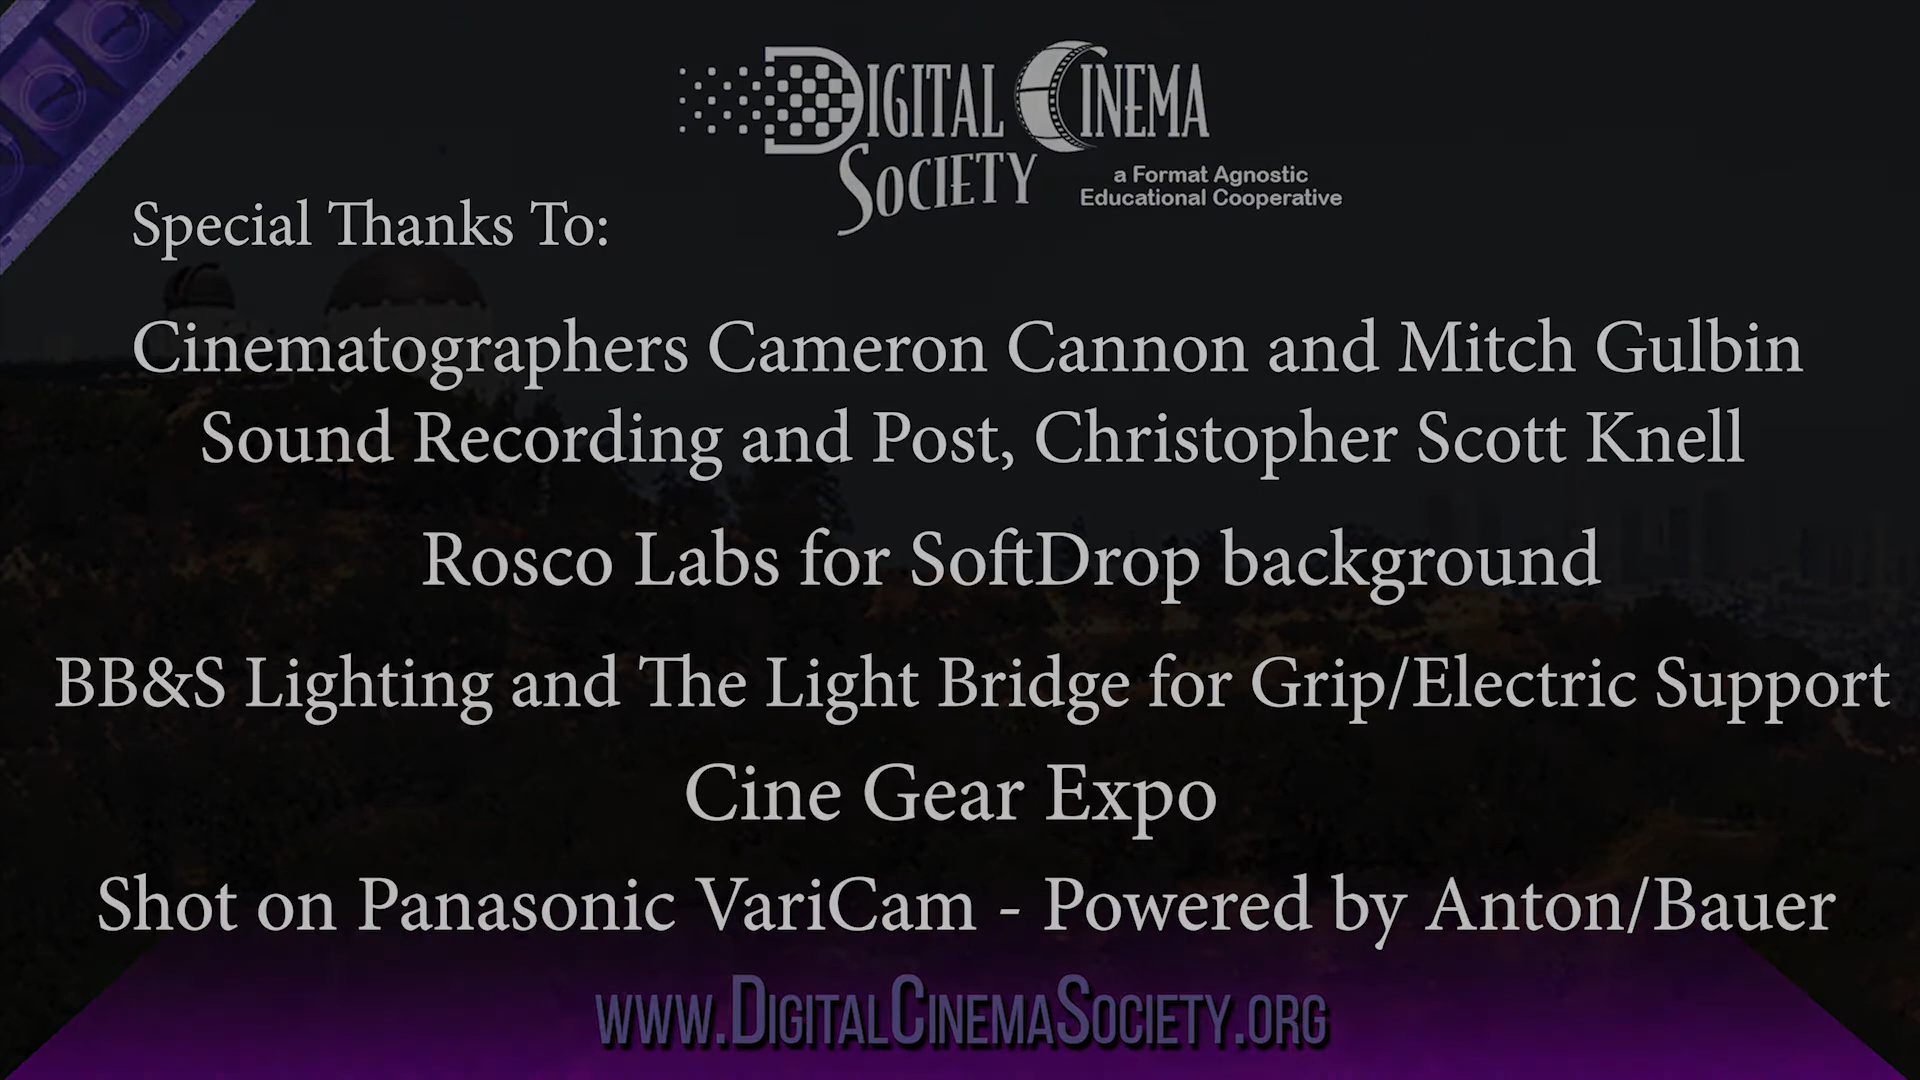 DIGITAL CINEMA
SOCIETY
a Format Agnostic
Educational Cooperative
Special Thanks To:
Cinematographers Cameron Cannon and Mitch Gulbin
Sound Recording and Post, Christopher Scott Knell
Rosco Labs for SoftDrop background
BB&S Lighting and The Light Bridge for Grip/Electric Support
Cine Gear Expo
Shot on Panasonic VariCam - Powered by Anton/Bauer
www.DigitalCinemaSociety.org